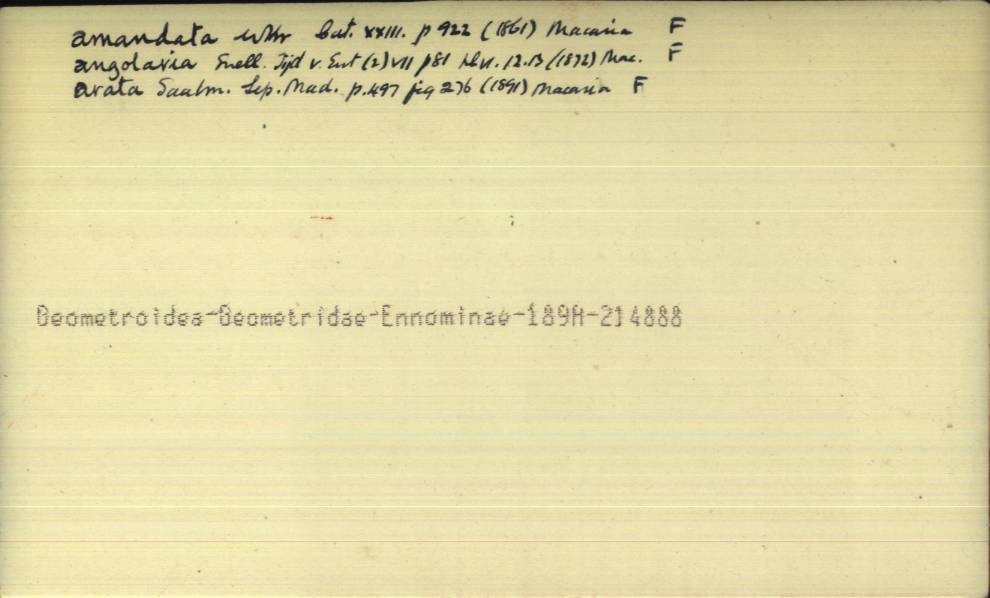 amandata wkr Cat. XXIII. p 922 (1861) Macaria F
angolaria Snell. Tijd v. Ent (2) VII p81 pl VI. 12.13 (1872) Mac. F
arata Saalm. Lep. Mad. p.497 fig 276 (1891) Macaria F
Geometroidea-Geometridae-Ennominae-189A-214888